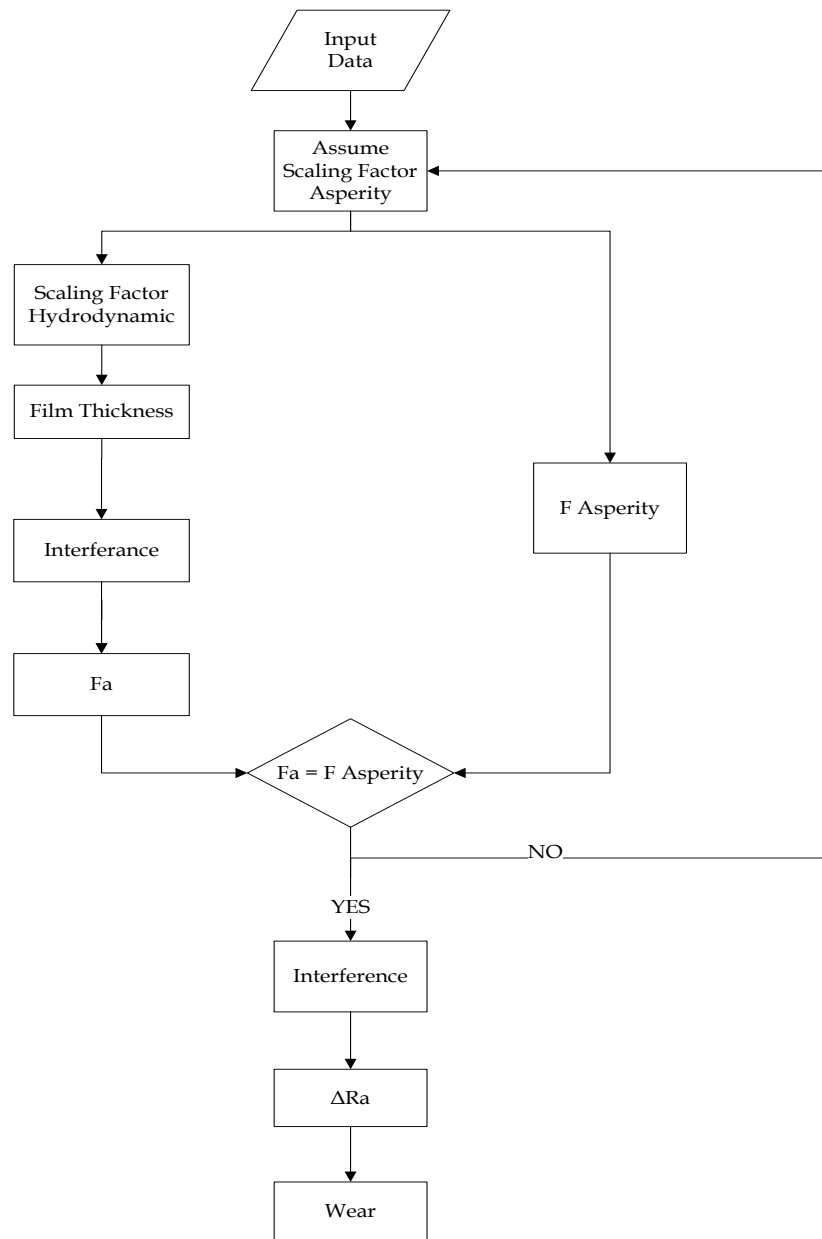 Input
Data
Assume
Scaling Factor
Asperity
Scaling Factor
Hydrodynamic
Film Thickness
F Asperity
Interferance
Fa
Fa = F Asperity
NO
YES
Interference
ΔRa
Wear